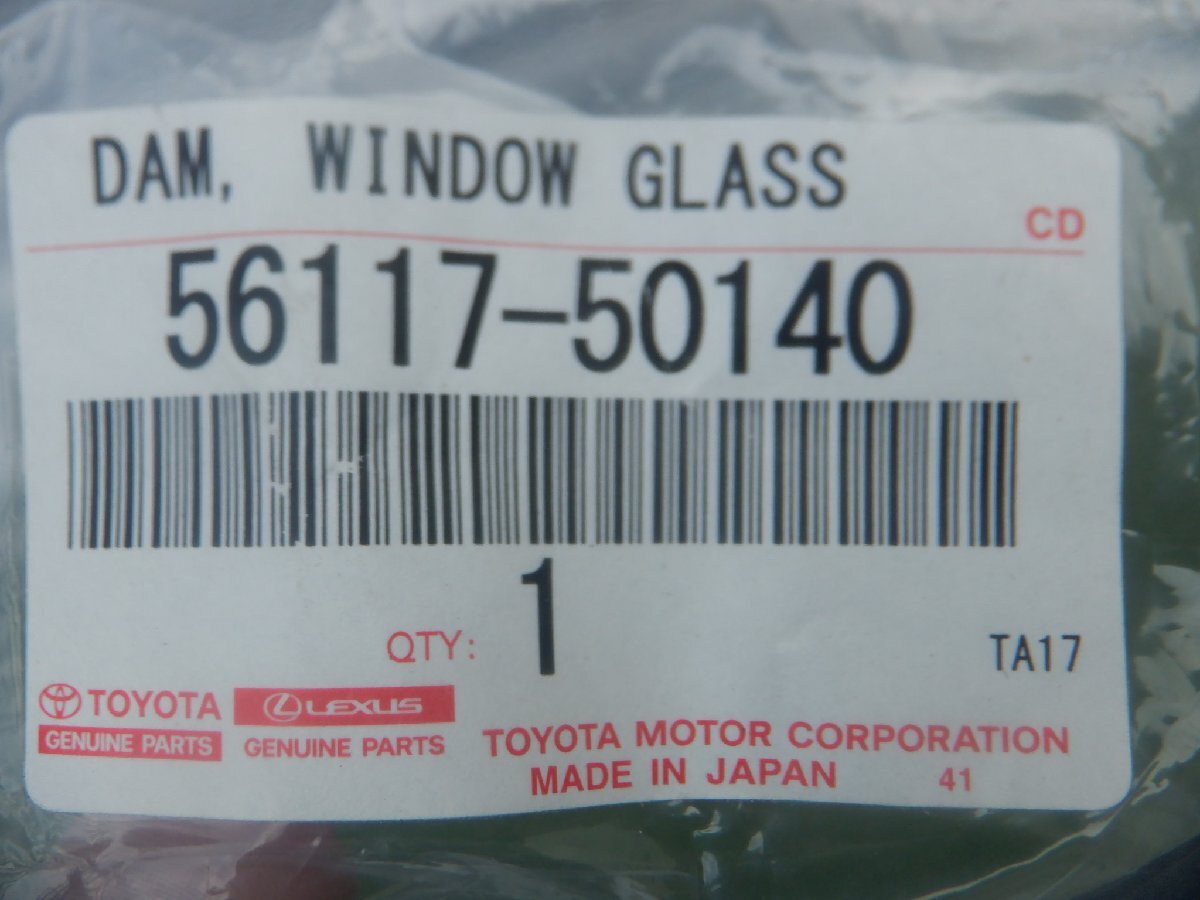 DAM, WINDOW GLASS
CD
56117-50140
QTY: 1
TA17
TOYOTA LEXUS
GENUINE PARTS GENUINE PARTS
TOYOTA MOTOR CORPORATION
MADE IN JAPAN 41